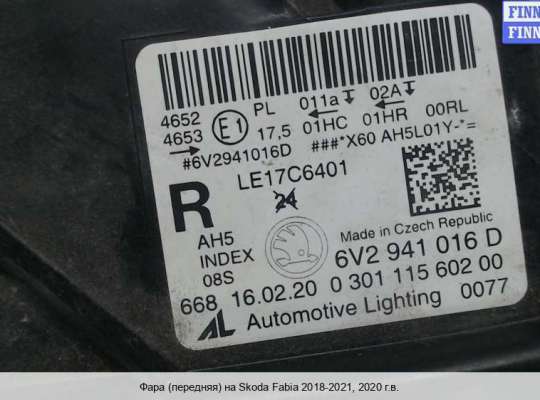 FINN
FINN
4652
4653
E1
PL
17,5
011a
01HC
02A
01HR
00RL
#6V2941016D
###*X60 AH5L01Y-*=
LE17C6401
24
R
AH5
INDEX
08S
Made in Czech Republic
6V2 941 016 D
668 16.02.20 0 301 115 602 00
AL Automotive Lighting 0077
Фара (передняя) на Skoda Fabia 2018-2021, 2020 г.в.